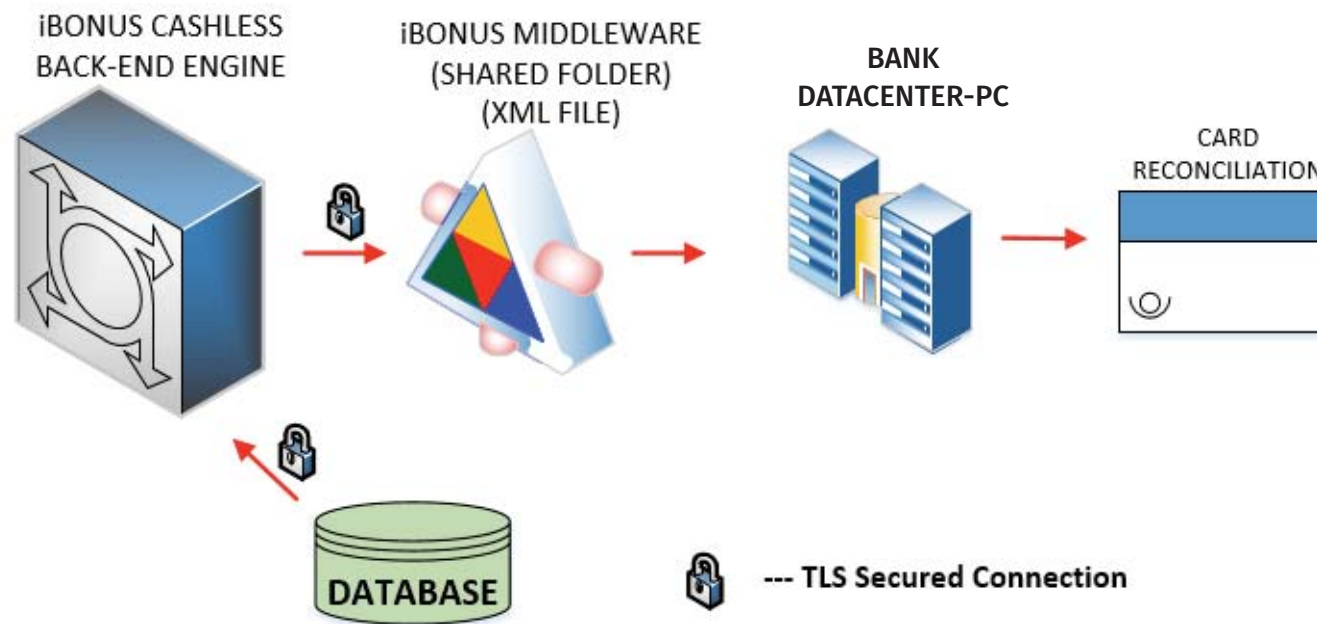 iBONUS CASHLESS
BACK-END ENGINE
iBONUS MIDDLEWARE
(SHARED FOLDER)
(XML FILE)
BANK
DATACENTER-PC
CARD
RECONCILIATION
DATABASE
--- TLS Secured Connection